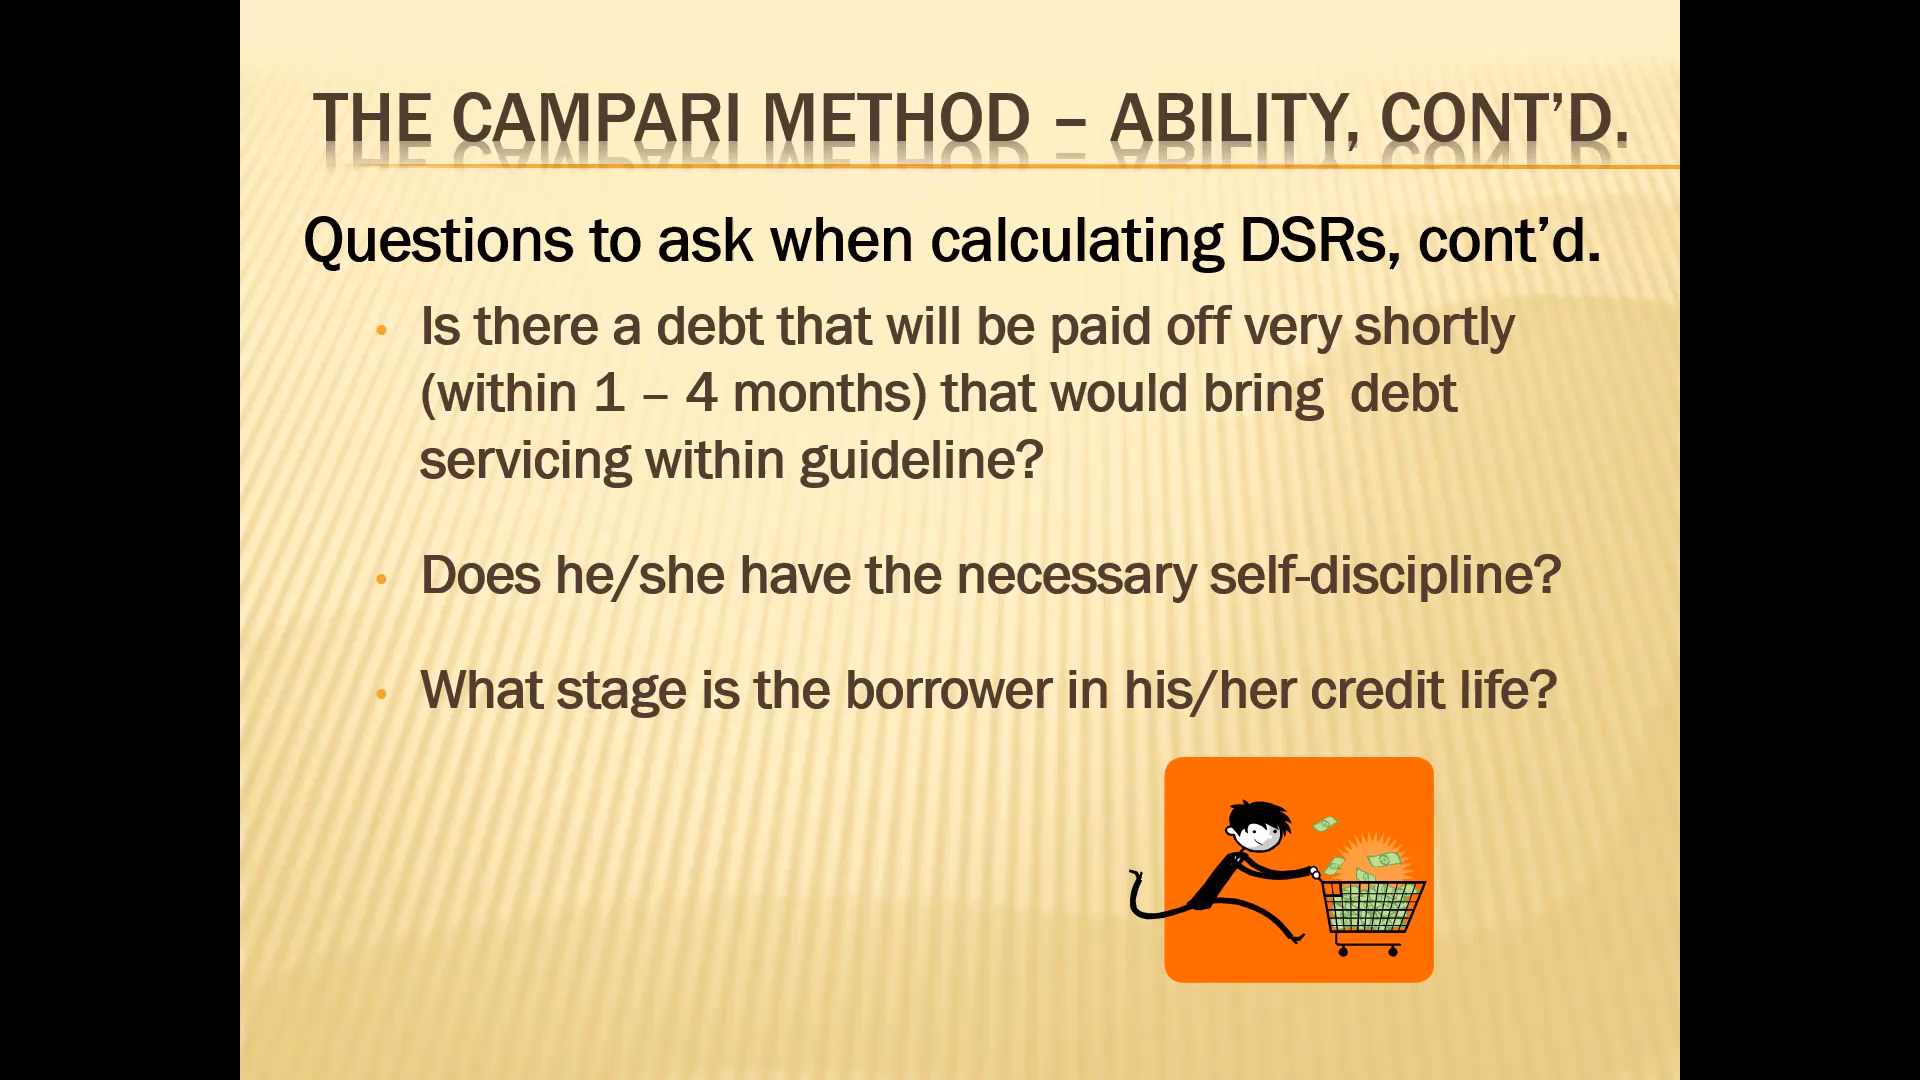 THE CAMPARI METHOD – ABILITY, CONT’D.
Questions to ask when calculating DSRs, cont’d.
• Is there a debt that will be paid off very shortly
(within 1 – 4 months) that would bring  debt
servicing within guideline?
• Does he/she have the necessary self-discipline?
• What stage is the borrower in his/her credit life?